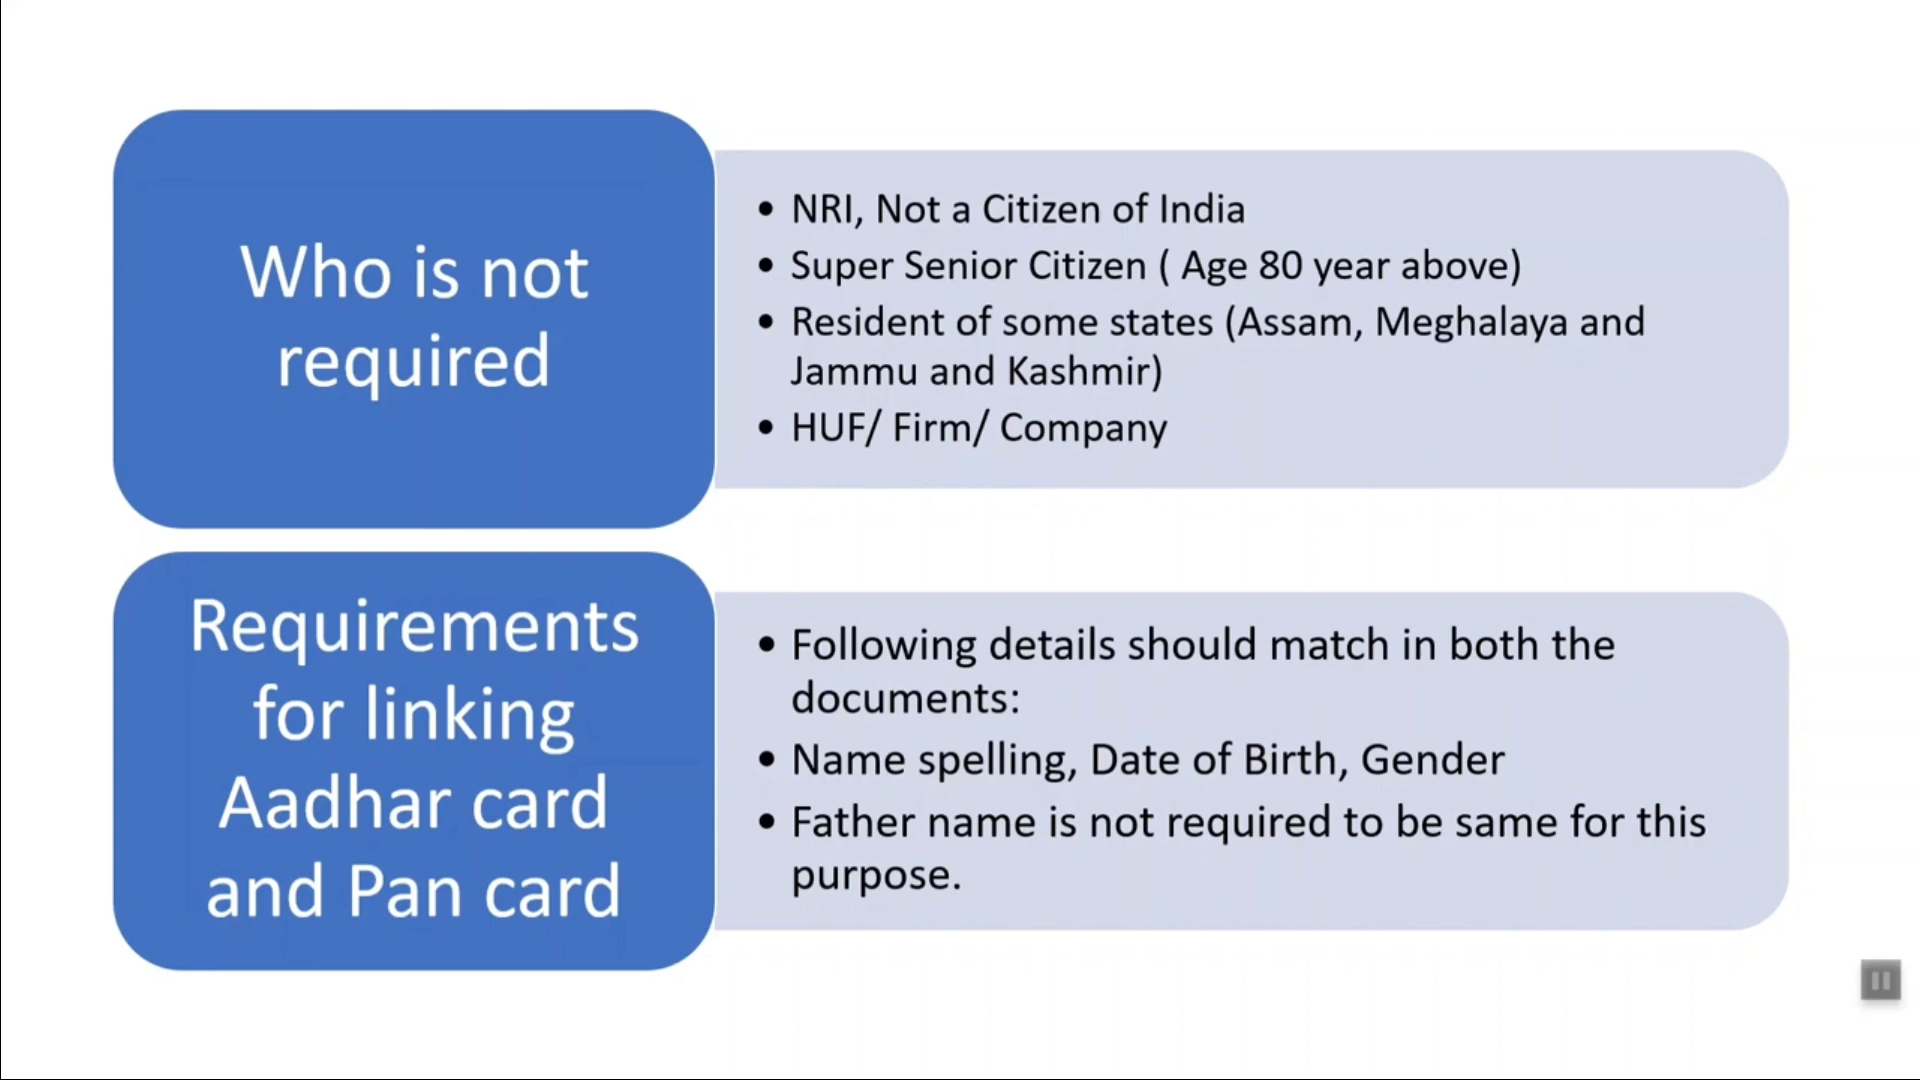 Who is not
required
• NRI, Not a Citizen of India
• Super Senior Citizen ( Age 80 year above)
• Resident of some states (Assam, Meghalaya and
Jammu and Kashmir)
• HUF/ Firm/ Company
Requirements
for linking
Aadhar card
and Pan card
• Following details should match in both the
documents:
• Name spelling, Date of Birth, Gender
• Father name is not required to be same for this
purpose.